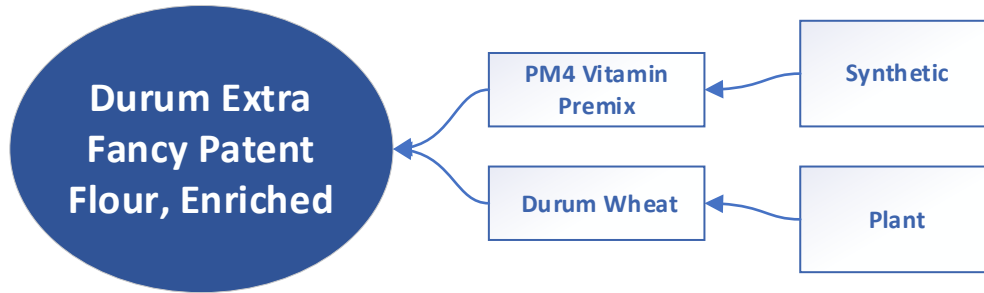 Durum Extra
Fancy Patent
Flour, Enriched
PM4 Vitamin
Premix
Synthetic
Durum Wheat
Plant